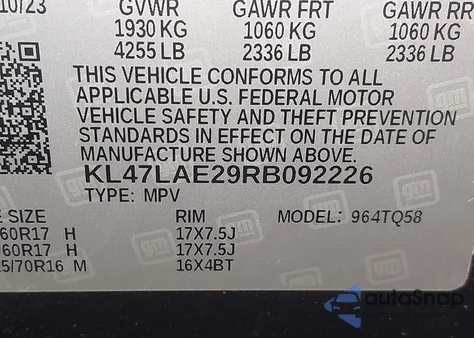 10/23 GVWR GAWR FRT GAWR RR
1930 KG 1060 KG 1060 KG
4255 LB 2336 LB 2336 LB
THIS VEHICLE CONFORMS TO ALL
APPLICABLE U.S. FEDERAL MOTOR
VEHICLE SAFETY AND THEFT PREVENTION
STANDARDS IN EFFECT ON THE DATE OF
MANUFACTURE SHOWN ABOVE.
KL47LAE29RB092226
TYPE: MPV
E SIZE RIM MODEL: 964TQ58
60R17 H 17X7.5J
60R17 H 17X7.5J
5/70R16 M 16X4BT
gm
autoSnap